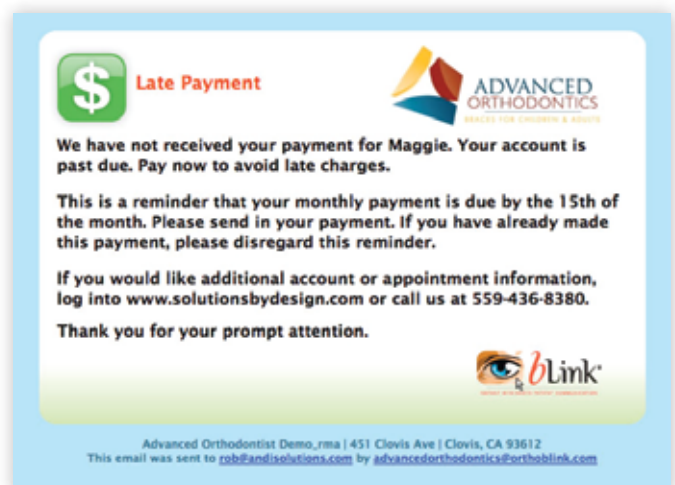 $
Late Payment
ADVANCED
ORTHODONTICS
BRACES FOR CHILDREN & ADULTS
We have not received your payment for Maggie. Your account is
past due. Pay now to avoid late charges.
This is a reminder that your monthly payment is due by the 15th of
the month. Please send in your payment. If you have already made
this payment, please disregard this reminder.
If you would like additional account or appointment information,
log into www.solutionsbydesign.com or call us at 559-436-8380.
Thank you for your prompt attention.
bLink
Advanced Orthodontist Demo_rma | 451 Clovis Ave | Clovis, CA 93612
This email was sent to rob@andisolutions.com by advancedorthodontics@orthoblink.com